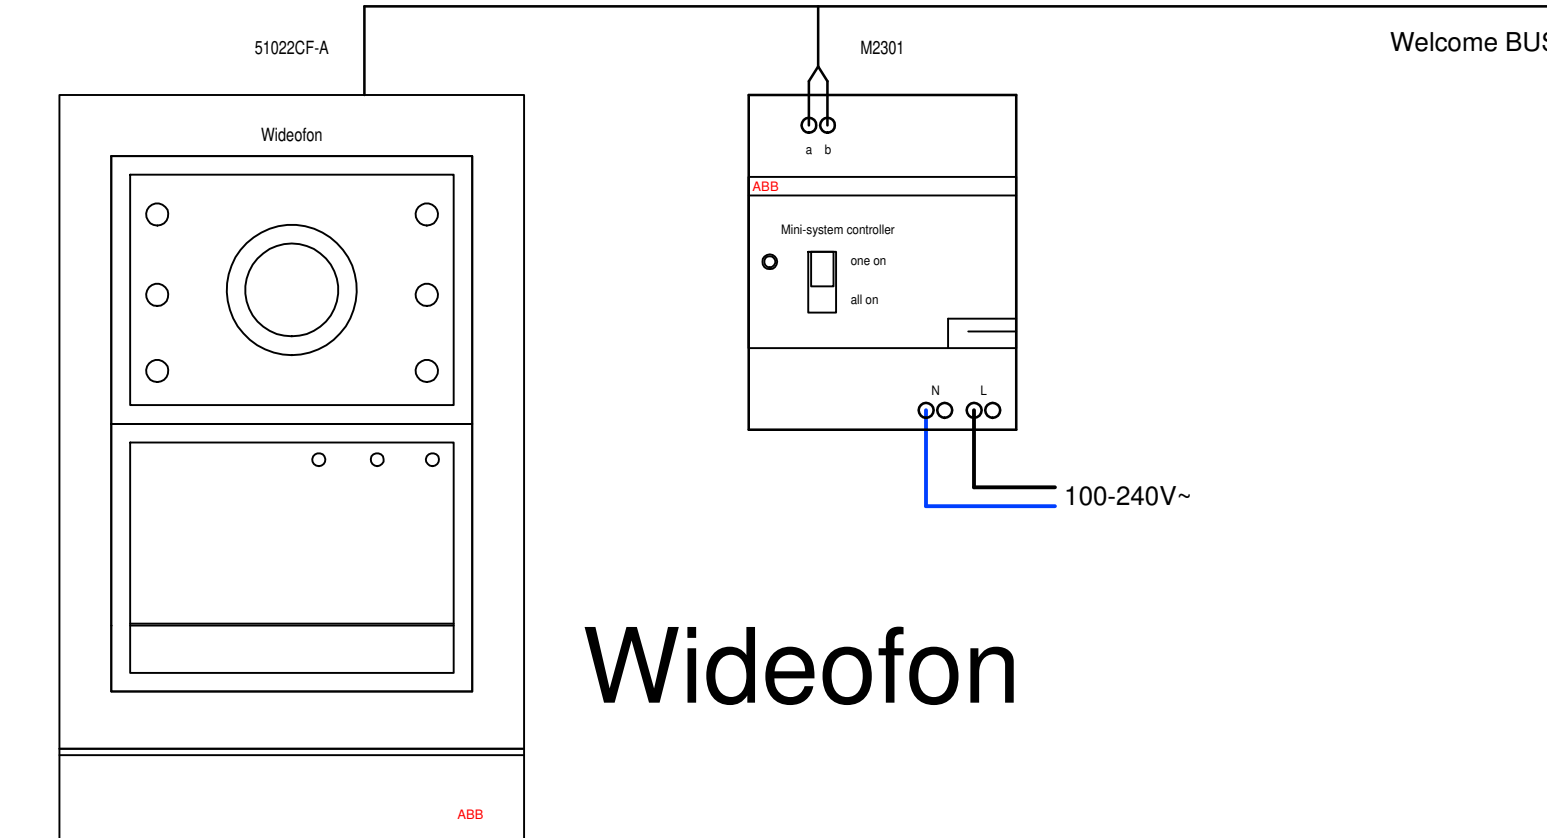 51022CF-A
M2301
Welcome BUS
Wideofon
a b
ABB
Mini-system controller
one on
all on
N L
100-240V~
Wideofon
ABB